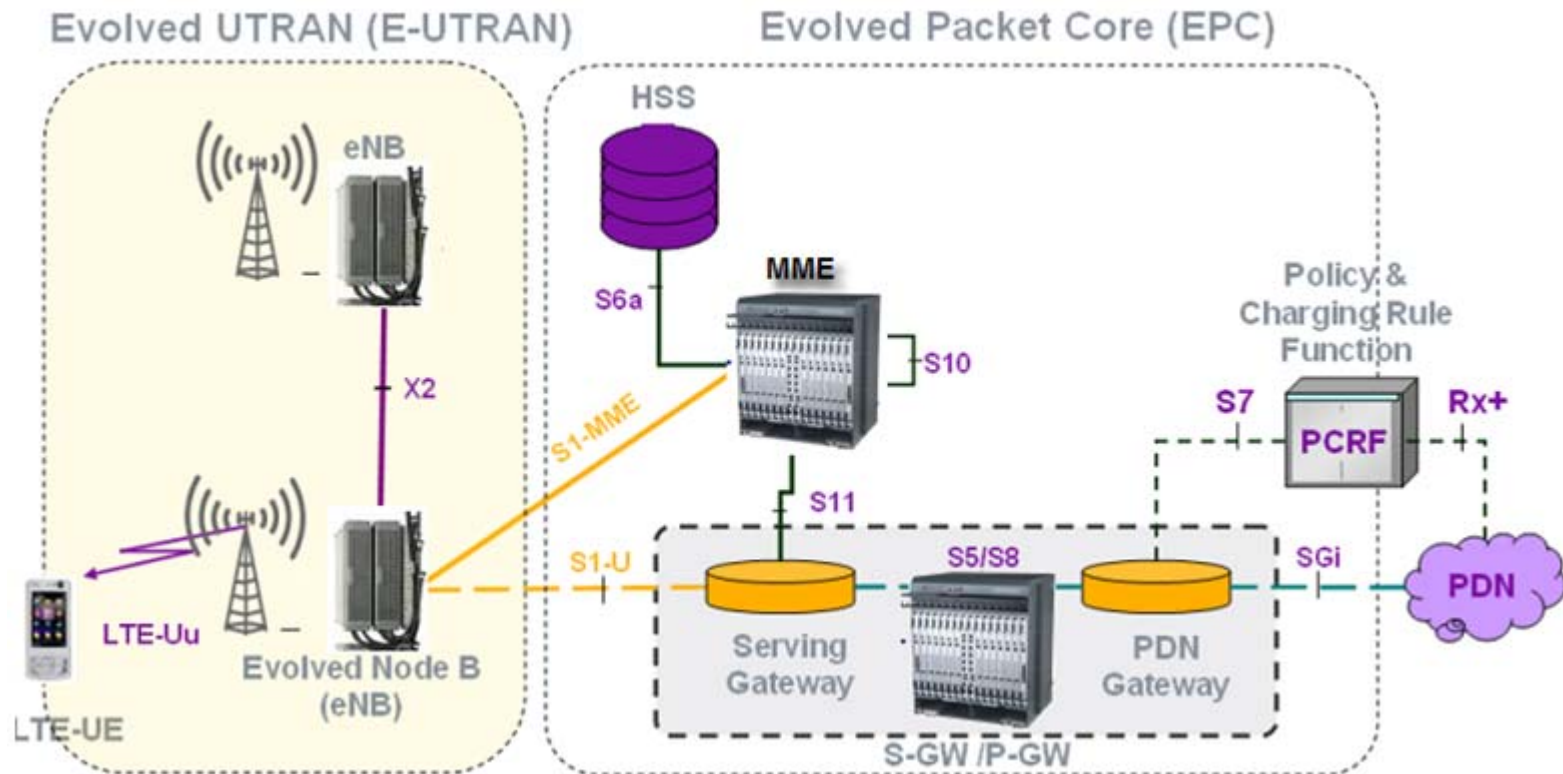 Evolved UTRAN (E-UTRAN)
Evolved Packet Core (EPC)
HSS
eNB
MME
S6a
S10
Policy &
Charging Rule
Function
X2
S1-MME
S7
Rx+
PCRF
S11
S1-U
S5/S8
SGi
PDN
LTE-Uu
Serving
Gateway
PDN
Gateway
Evolved Node B
(eNB)
LTE-UE
S-GW /P-GW